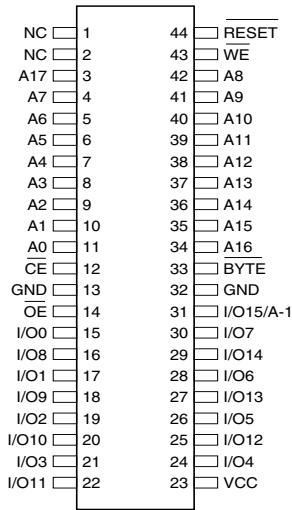 NC 1 44 RESET
NC 2 43 WE
A17 3 42 A8
A7 4 41 A9
A6 5 40 A10
A5 6 39 A11
A4 7 38 A12
A3 8 37 A13
A2 9 36 A14
A1 10 35 A15
A0 11 34 A16
CE 12 33 BYTE
GND 13 32 GND
OE 14 31 I/O15/A-1
I/O0 15 30 I/O7
I/O8 16 29 I/O14
I/O1 17 28 I/O6
I/O9 18 27 I/O13
I/O2 19 26 I/O5
I/O10 20 25 I/O12
I/O3 21 24 I/O4
I/O11 22 23 VCC